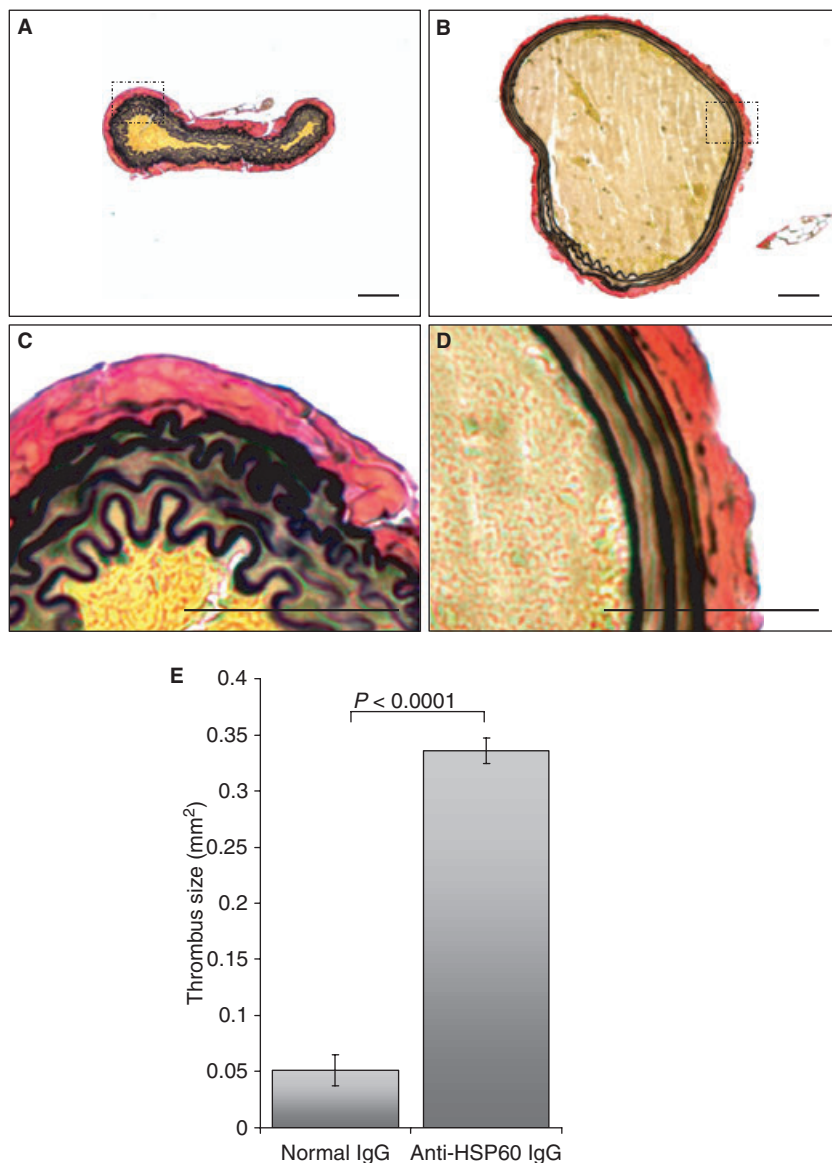 A
B
C
D
E
0.4
P < 0.0001
0.35
0.3
0.25
0.2
0.15
0.1
0.05
0
Thrombus size (mm²)
Normal IgG
Anti-HSP60 IgG